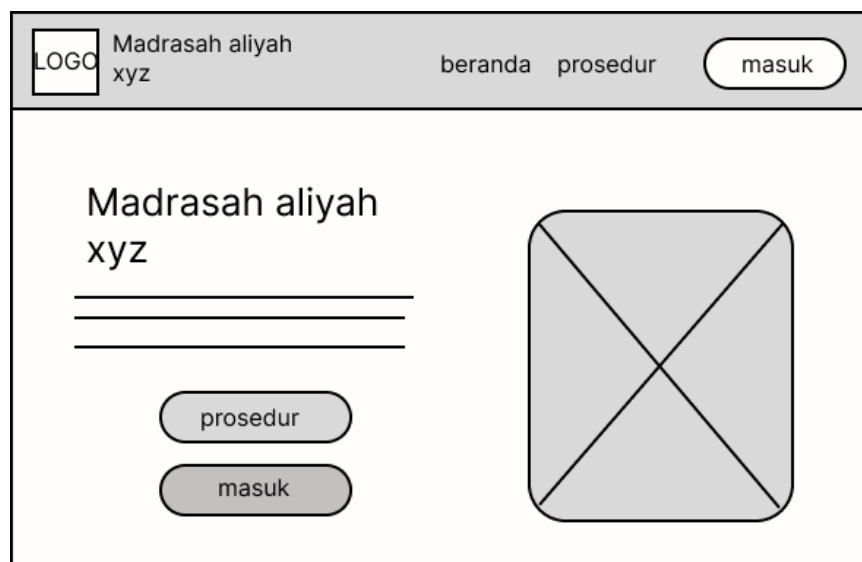 LOGO
Madrasah aliyah
xyz
beranda
prosedur
masuk
Madrasah aliyah
xyz
prosedur
masuk